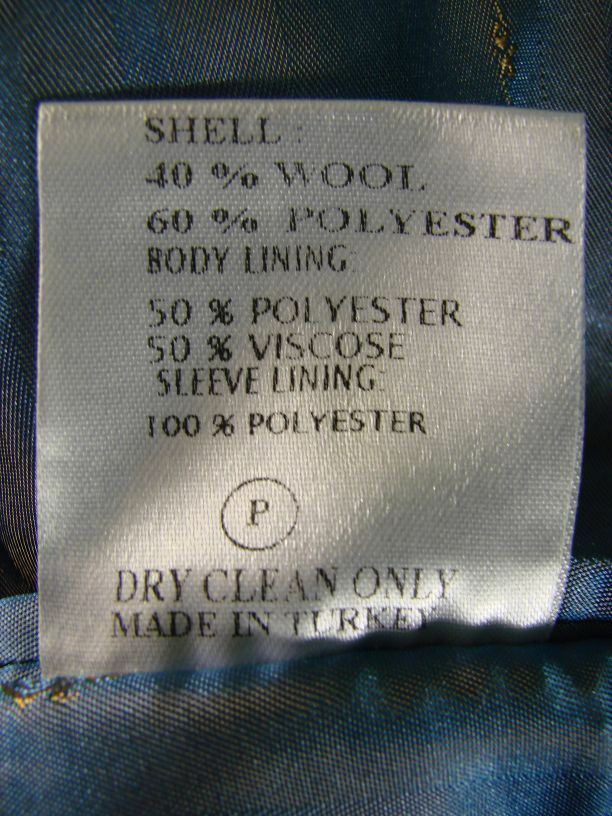 SHELL :
40 % WOOL
60 % POLYESTER
BODY LINING:
50 % POLYESTER
50 % VISCOSE
SLEEVE LINING:
100 % POLYESTER
P
DRY CLEAN ONLY
MADE IN TURKEY